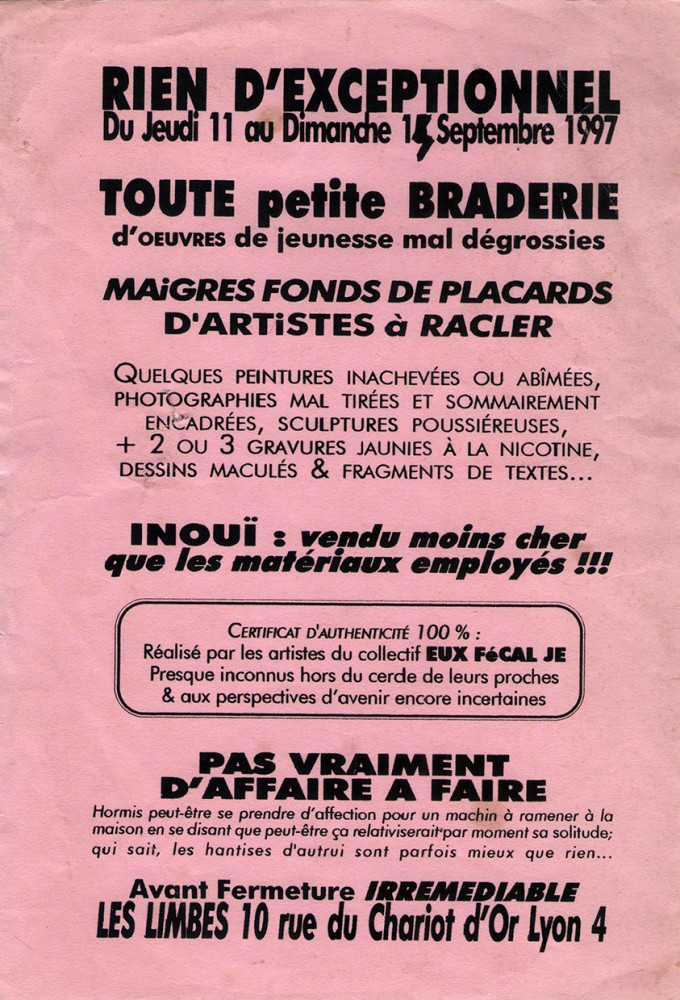 RIEN D'EXCEPTIONNEL
Du Jeudi 11 au Dimanche Septembre 1997
TOUTE petite BRADERIE
d'OEUVRES de jeunesse mal dégrossies
MAiGRES FONDS DE PLACARDS
D'ARTiSTES à RACLER
QUELQUES PEINTURES INACHEVÉES OU ABÎMÉES,
PHOTOGRAPHIES MAL TIRÉES ET SOMMAIREMENT
ENCADRÉES, SCULPTURES POUSSIÉREUSES,
+ 2 OU 3 GRAVURES JAUNIES À LA NICOTINE,
DESSINS MACULÉS & FRAGMENTS DE TEXTES...
INOUÏ : vendu moins cher
que les matériaux employés !!!
CERTIFICAT D'AUTHENTICITÉ 100 % :
Réalisé par les artistes du collectif EUX FéCAL JE
Presque inconnus hors du cercle de leurs proches
& aux perspectives d'avenir encore incertaines
PAS VRAIMENT
D'AFFAIRE A FAIRE
Hormis peut-être se prendre d'affection pour un machin à ramener à la
maison en se disant que peut-être ça relativiserait par moment sa solitude;
qui sait, les hantises d'autrui sont parfois mieux que rien...
Avant Fermeture IRREMEDIABLE
LES LIMBES 10 rue du Chariot d'Or Lyon 4